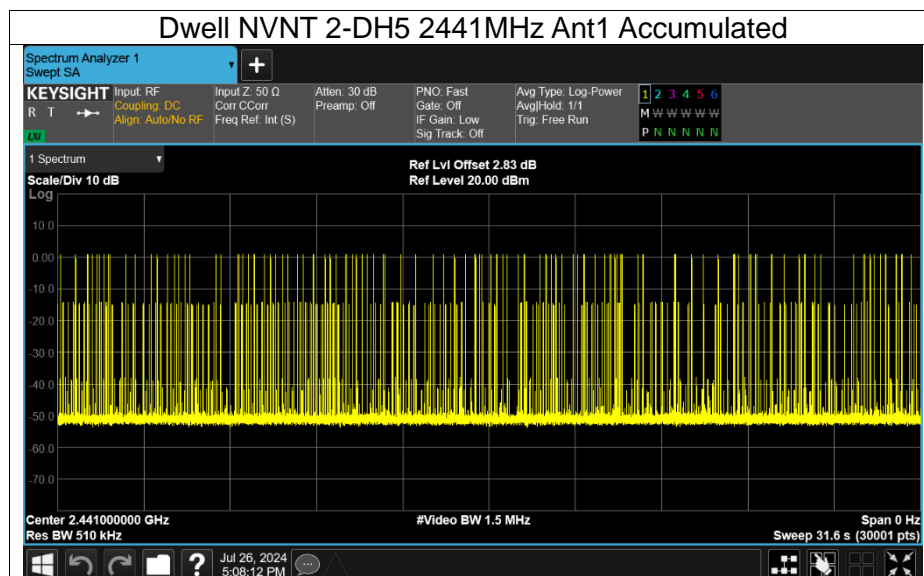 Dwell NVNT 2-DH5 2441MHz Ant1 Accumulated
Spectrum Analyzer 1
Swept SA
+
KEYSIGHT Input: RF Input Z: 50 Ω Atten: 30 dB PNO: Fast Avg Type: Log-Power 1 2 3 4 5 6
R T Coupling: DC Corr CCorr Preamp: Off Gate: Off Avg|Hold: 1/1 M W W W W W
Align: Auto/No RF Freq Ref: Int (S) IF Gain: Low Trig: Free Run
LXI Sig Track: Off P N N N N N
1 Spectrum
Ref Lvl Offset 2.83 dB
Scale/Div 10 dB Ref Level 20.00 dBm
Log
10.0
0.00
-10.0
-20.0
-30.0
-40.0
-50.0
-60.0
-70.0
Center 2.441000000 GHz #Video BW 1.5 MHz Span 0 Hz
Res BW 510 kHz Sweep 31.6 s (30001 pts)
? Jul 26, 2024
5:08:12 PM